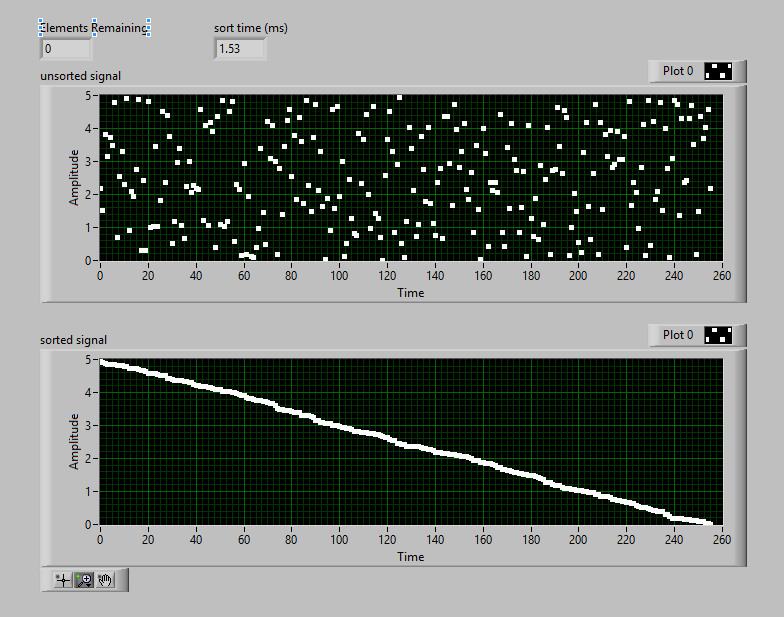 Elements Remaining sort time (ms)
0 1.53
unsorted signal Plot 0
5
4
3
2
1
0
Amplitude
0 20 40 60 80 100 120 140 160 180 200 220 240 260
Time
sorted signal Plot 0
5
4
3
2
1
0
Amplitude
0 20 40 60 80 100 120 140 160 180 200 220 240 260
Time